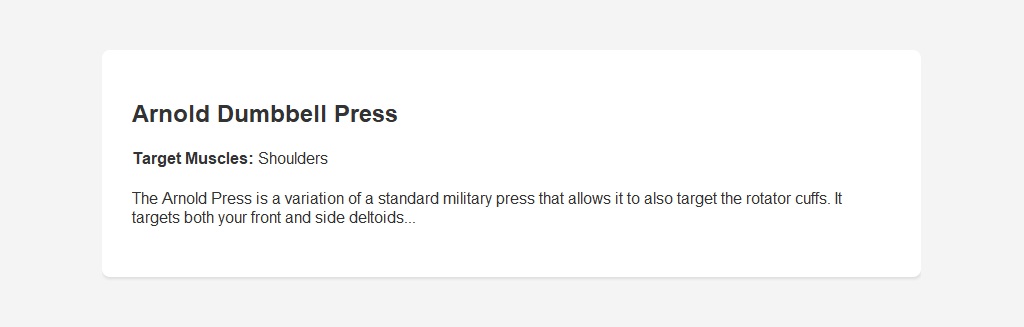 Arnold Dumbbell Press
Target Muscles: Shoulders
The Arnold Press is a variation of a standard military press that allows it to also target the rotator cuffs. It
targets both your front and side deltoids...